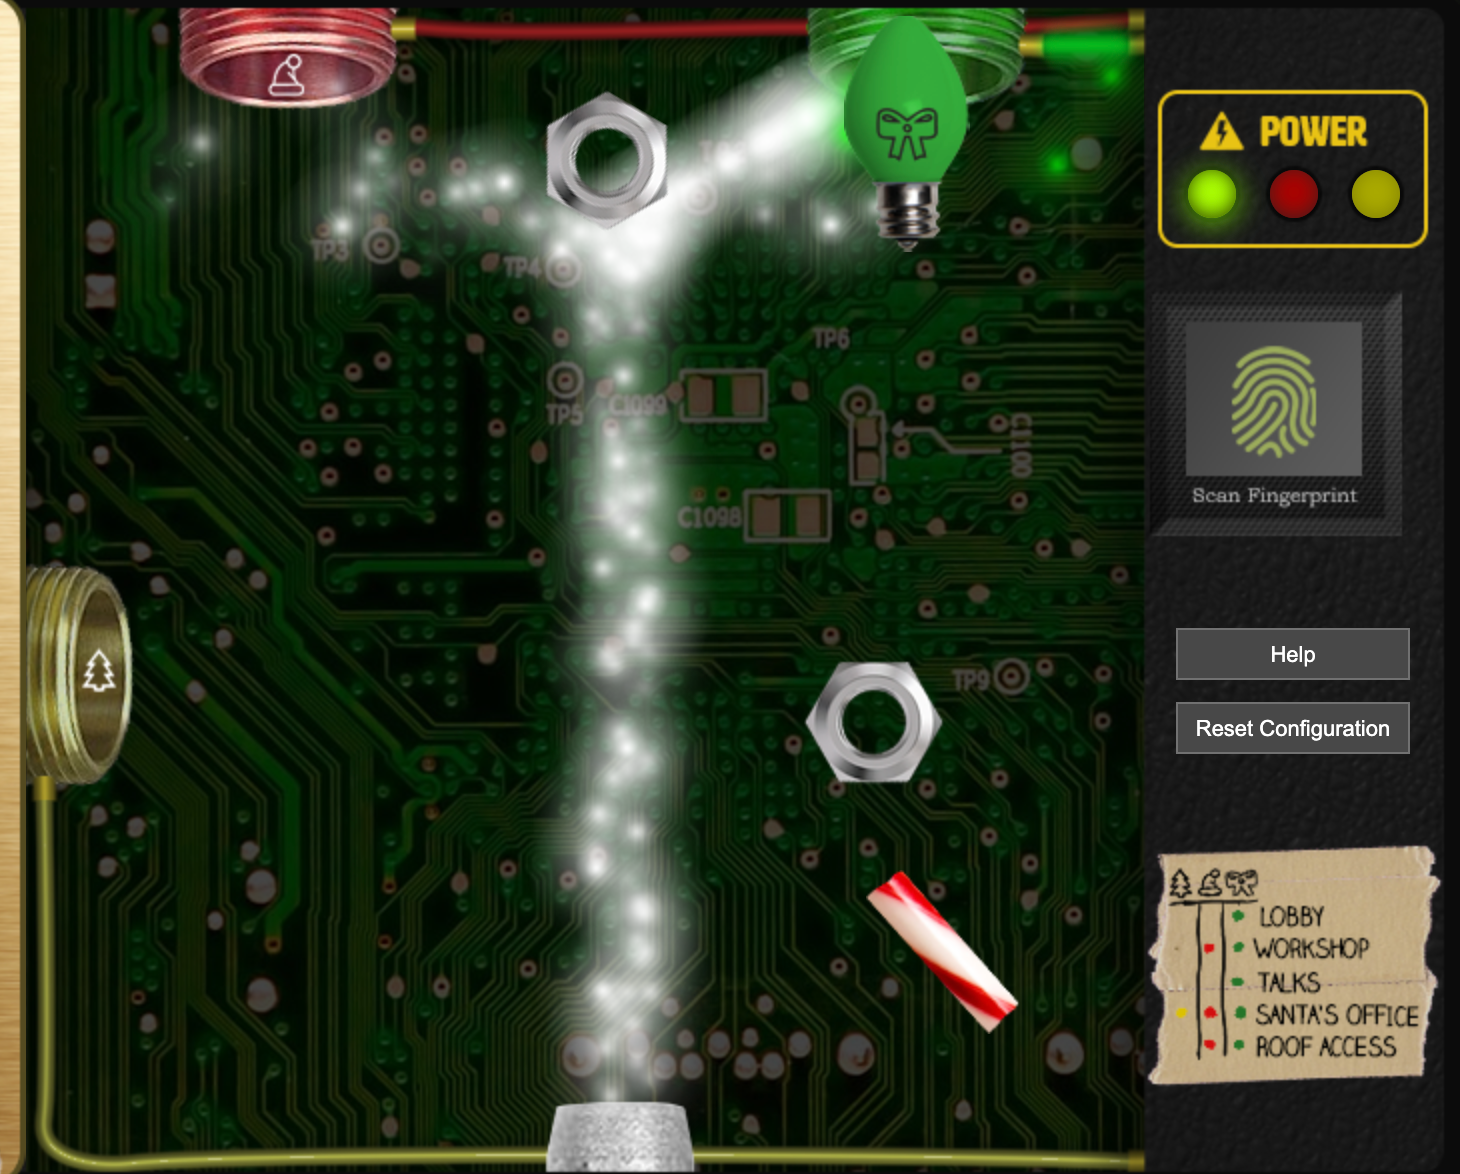 POWER
TP3
TP4
TP6
C1099
TP5
C1100
C1098
Scan Fingerprint
Help
TP9
Reset Configuration
LOBBY
WORKSHOP
TALKS
SANTA'S OFFICE
ROOF ACCESS